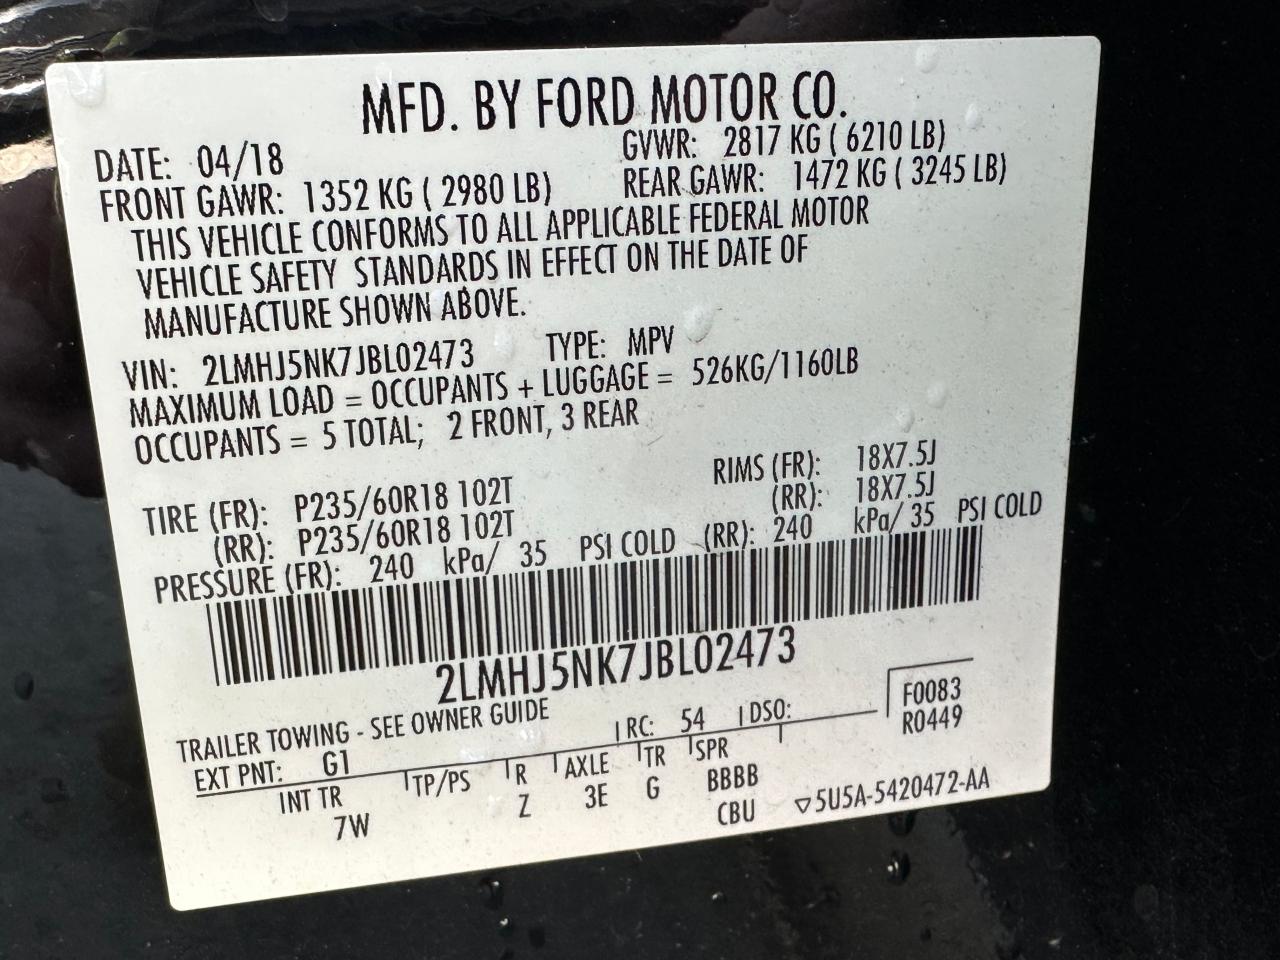 MFD. BY FORD MOTOR CO.
DATE: 04/18 GVWR: 2817 KG ( 6210 LB)
FRONT GAWR: 1352 KG ( 2980 LB) REAR GAWR: 1472 KG ( 3245 LB)
THIS VEHICLE CONFORMS TO ALL APPLICABLE FEDERAL MOTOR
VEHICLE SAFETY STANDARDS IN EFFECT ON THE DATE OF
MANUFACTURE SHOWN ABOVE.
VIN: 2LMHJ5NK7JBL02473 TYPE: MPV
MAXIMUM LOAD = OCCUPANTS + LUGGAGE = 526KG/1160LB
OCCUPANTS = 5 TOTAL; 2 FRONT, 3 REAR
TIRE (FR): P235/60R18 102T RIMS (FR): 18X7.5J
(RR): P235/60R18 102T (RR): 18X7.5J
PRESSURE (FR): 240 kPa/ 35 PSI COLD (RR): 240 kPa/ 35 PSI COLD
2LMHJ5NK7JBL02473
TRAILER TOWING - SEE OWNER GUIDE
F0083
R0449
EXT PNT: G1 RC: 54 DSO:
INT TR TP/PS R AXLE TR SPR
7W Z 3E G BBBB
CBU ▽5U5A-5420472-AA